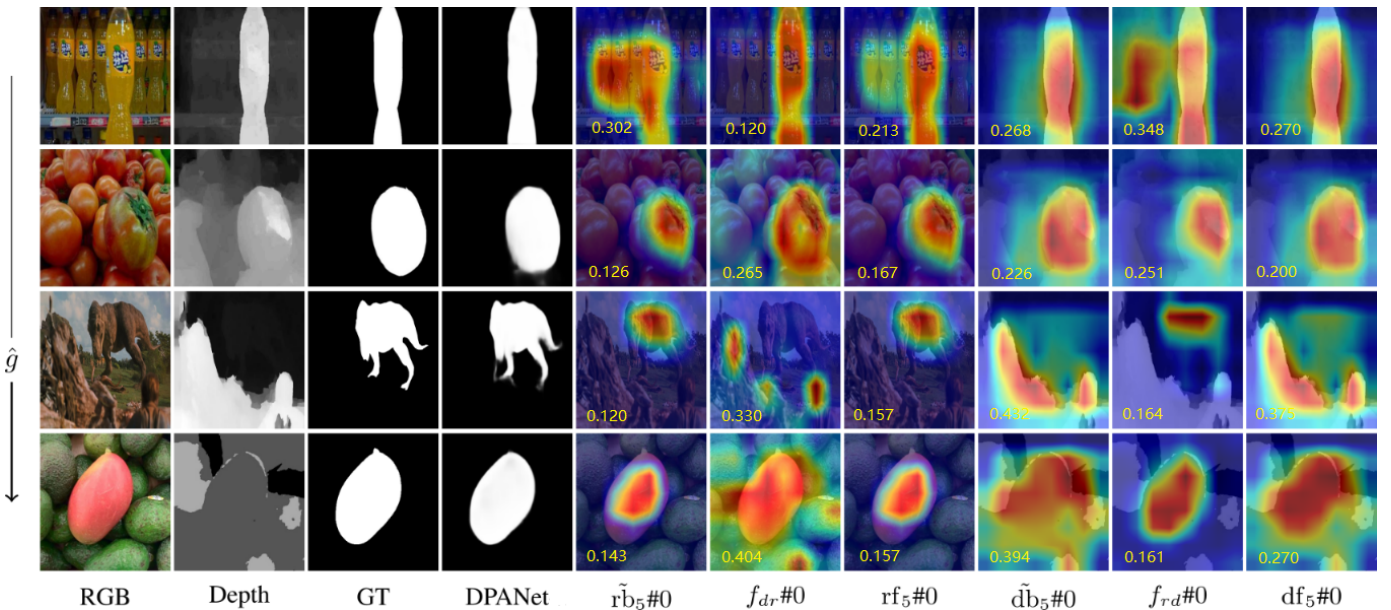 0.302 0.120 0.213 0.268 0.348 0.270
0.126 0.265 0.167 0.226 0.251 0.200
ĝ
0.120 0.330 0.157 0.432 0.164 0.375
0.143 0.404 0.157 0.394 0.161 0.270
RGB Depth GT DPANet r̃b₅#0 f_dr#0 rf₅#0 d̃b₅#0 f_rd#0 df₅#0